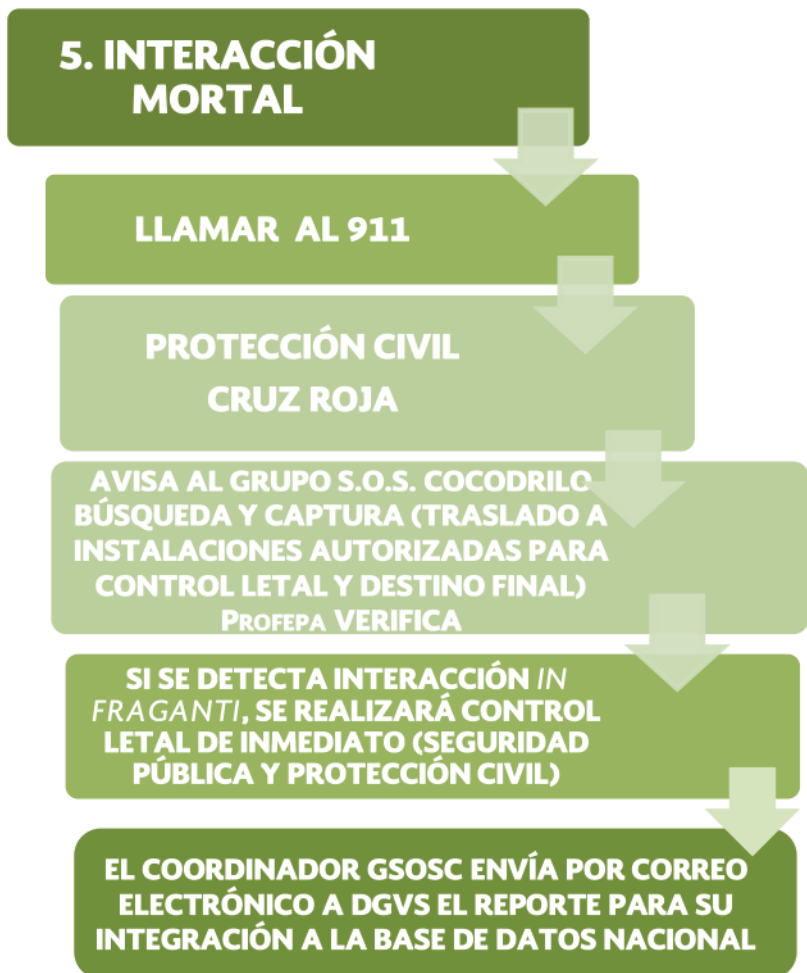 5. INTERACCIÓN
MORTAL
LLAMAR AL 911
PROTECCIÓN CIVIL
CRUZ ROJA
AVISA AL GRUPO S.O.S. COCODRILO
BÚSQUEDA Y CAPTURA (TRASLADO A
INSTALACIONES AUTORIZADAS PARA
CONTROL LETAL Y DESTINO FINAL)
PROFEPA VERIFICA
SI SE DETECTA INTERACCIÓN IN
FRAGANTI, SE REALIZARÁ CONTROL
LETAL DE INMEDIATO (SEGURIDAD
PÚBLICA Y PROTECCIÓN CIVIL)
EL COORDINADOR GSOSC ENVÍA POR CORREO
ELECTRÓNICO A DGVS EL REPORTE PARA SU
INTEGRACIÓN A LA BASE DE DATOS NACIONAL